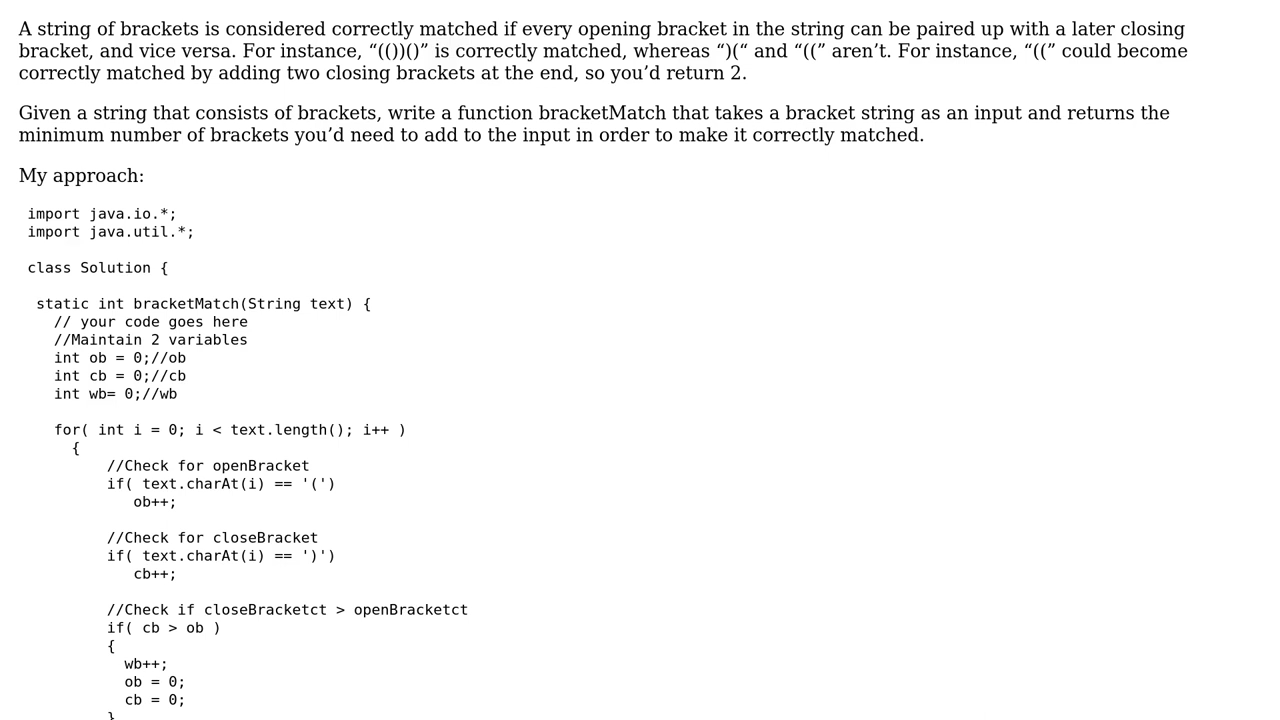 A string of brackets is considered correctly matched if every opening bracket in the string can be paired up with a later closing
bracket, and vice versa. For instance, “(())()” is correctly matched, whereas “)(“ and “((” aren’t. For instance, “((” could become
correctly matched by adding two closing brackets at the end, so you’d return 2.
Given a string that consists of brackets, write a function bracketMatch that takes a bracket string as an input and returns the
minimum number of brackets you’d need to add to the input in order to make it correctly matched.
My approach:
import java.io.*;
import java.util.*;
class Solution {
static int bracketMatch(String text) {
// your code goes here
//Maintain 2 variables
int ob = 0;//ob
int cb = 0;//cb
int wb= 0;//wb
for( int i = 0; i < text.length(); i++ )
{
//Check for openBracket
if( text.charAt(i) == '(')
ob++;
//Check for closeBracket
if( text.charAt(i) == ')')
cb++;
//Check if closeBracketct > openBracketct
if( cb > ob )
{
wb++;
ob = 0;
cb = 0;
}